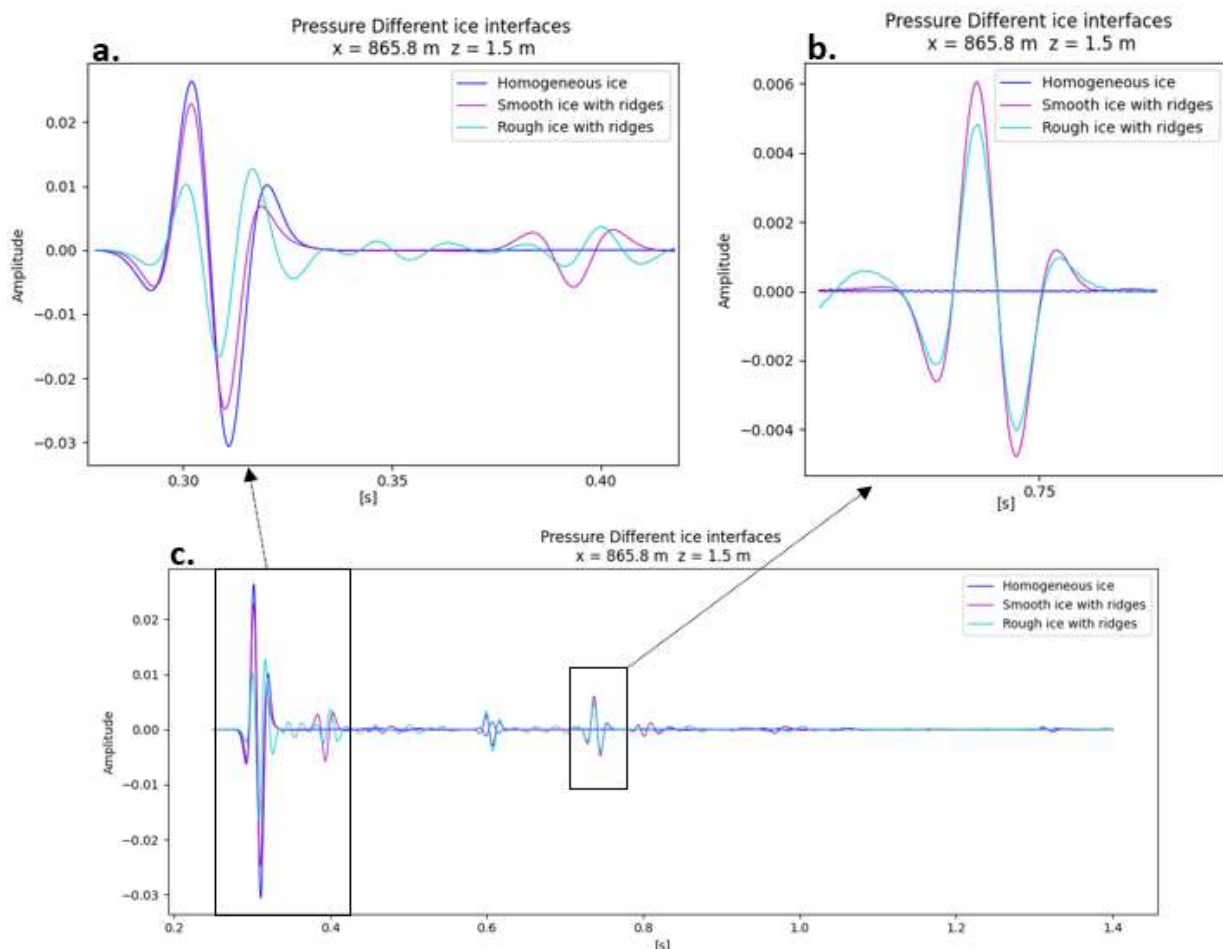 a.
Pressure Different ice interfaces
x = 865.8 m  z = 1.5 m
Homogeneous ice
Smooth ice with ridges
Rough ice with ridges
Amplitude
0.02
0.01
0.00
−0.01
−0.02
−0.03
0.30
0.35
0.40
[s]
b.
Pressure Different ice interfaces
x = 865.8 m  z = 1.5 m
Homogeneous ice
Smooth ice with ridges
Rough ice with ridges
Amplitude
0.006
0.004
0.002
0.000
−0.002
−0.004
0.75
[s]
c.
Pressure Different ice interfaces
x = 865.8 m  z = 1.5 m
Homogeneous ice
Smooth ice with ridges
Rough ice with ridges
Amplitude
0.02
0.01
0.00
−0.01
−0.02
−0.03
0.2
0.4
0.6
0.8
1.0
1.2
1.4
[s]